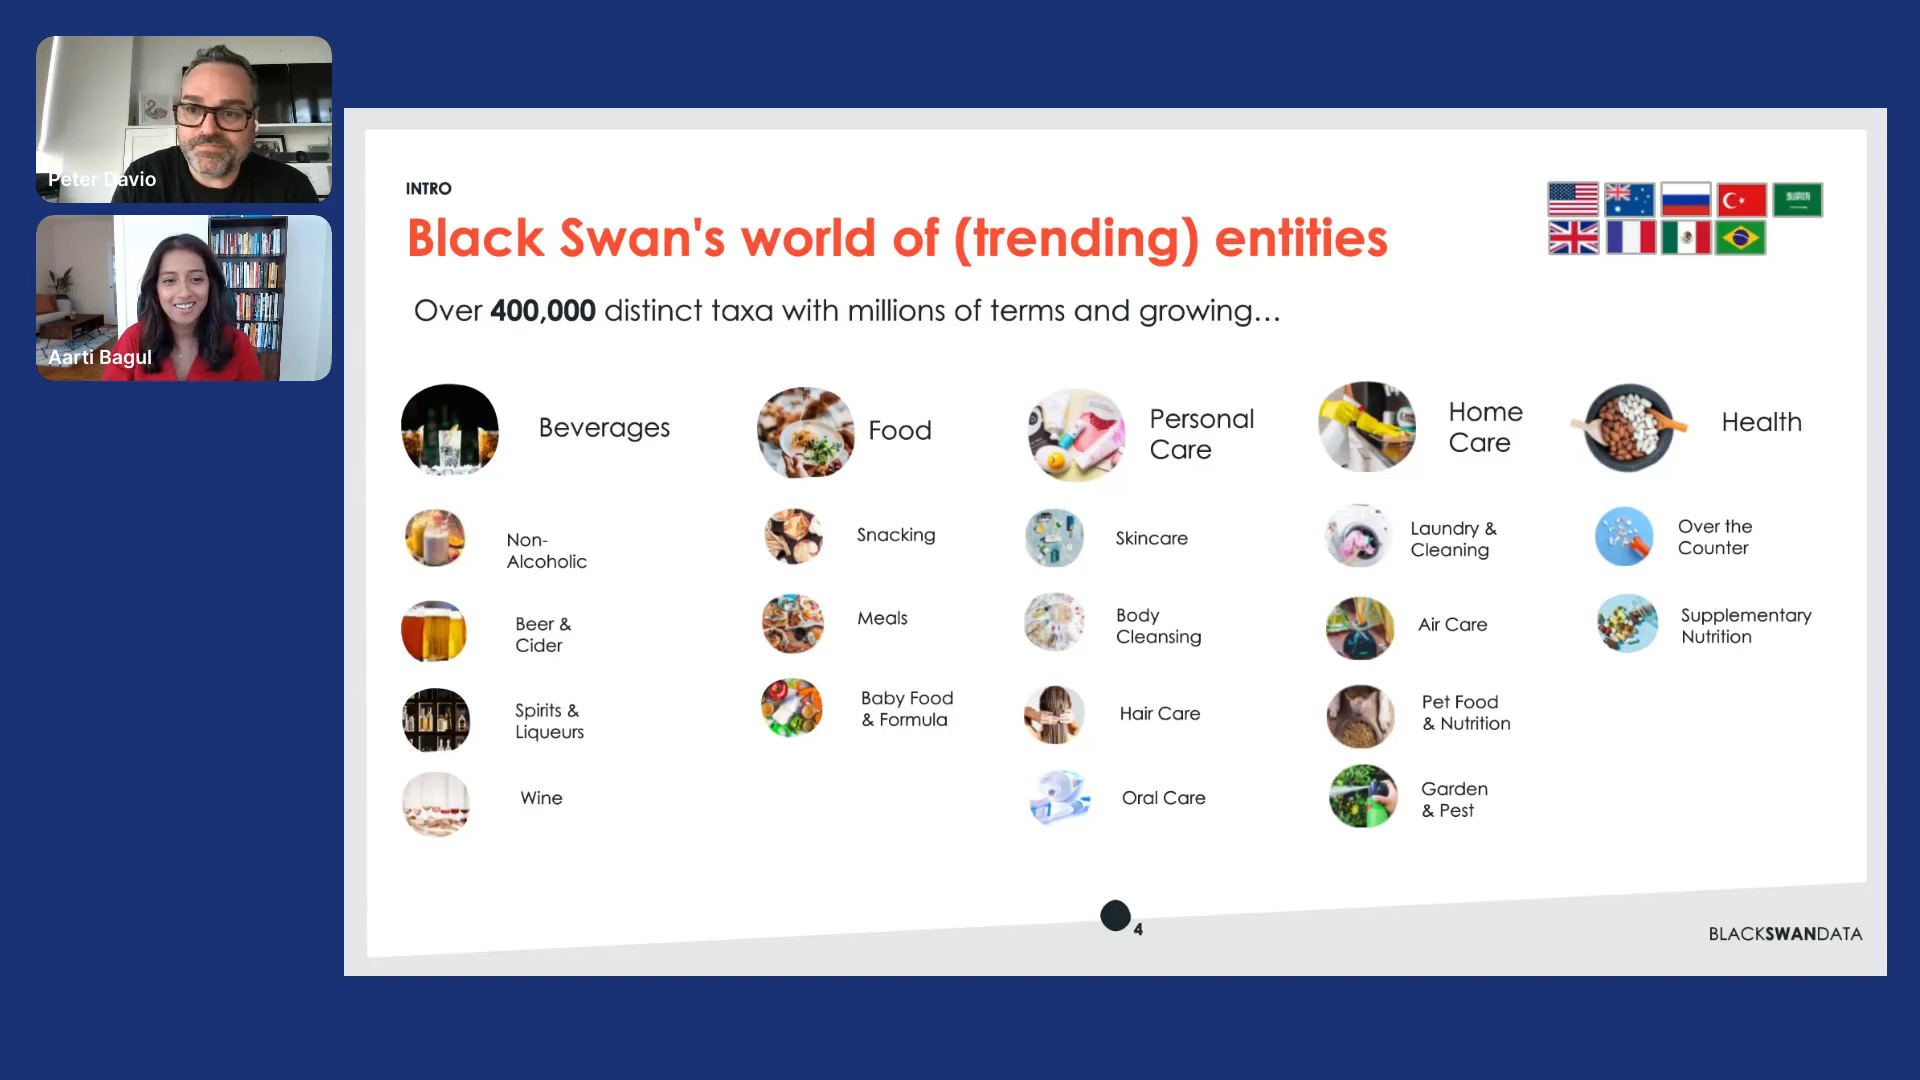 Peter Davio
Aarti Bagul
INTRO
Black Swan's world of (trending) entities
Over 400,000 distinct taxa with millions of terms and growing...
Beverages
Non-
Alcoholic
Beer &
Cider
Spirits &
Liqueurs
Wine
Food
Snacking
Meals
Baby Food
& Formula
Personal
Care
Skincare
Body
Cleansing
Hair Care
Oral Care
Home
Care
Laundry &
Cleaning
Air Care
Pet Food
& Nutrition
Garden
& Pest
Health
Over the
Counter
Supplementary
Nutrition
4
BLACKSWANDATA